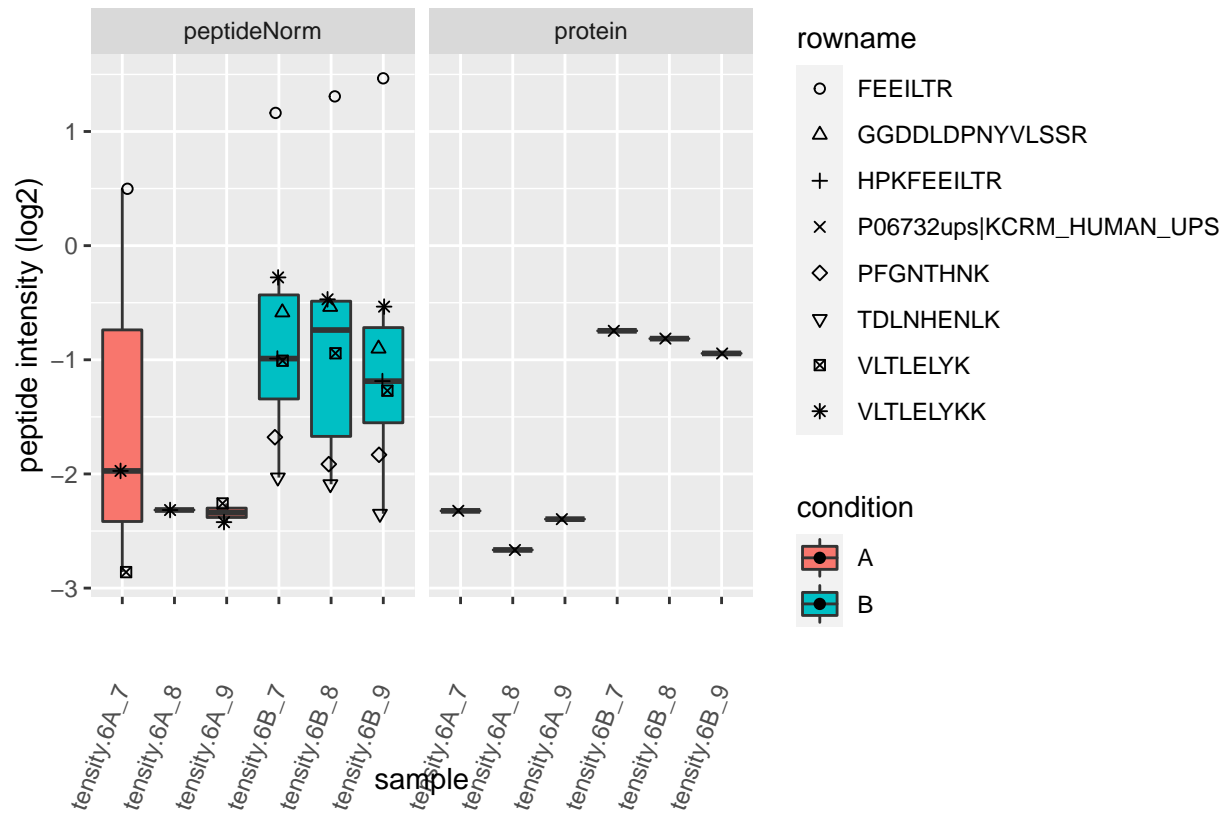 peptideNorm
protein
peptide intensity (log2)
1
0
−1
−2
−3
tensity.6A_7
tensity.6A_8
tensity.6A_9
tensity.6B_7
tensity.6B_8
tensity.6B_9
tensity.6A_7
tensity.6A_8
tensity.6A_9
tensity.6B_7
tensity.6B_8
tensity.6B_9
sample
rowname
FEEILTR
GGDDLDPNYVLSSR
HPKFEEILTR
P06732ups|KCRM_HUMAN_UPS
PFGNTHNK
TDLNHENLK
VLTLELYK
VLTLELYKK
condition
A
B